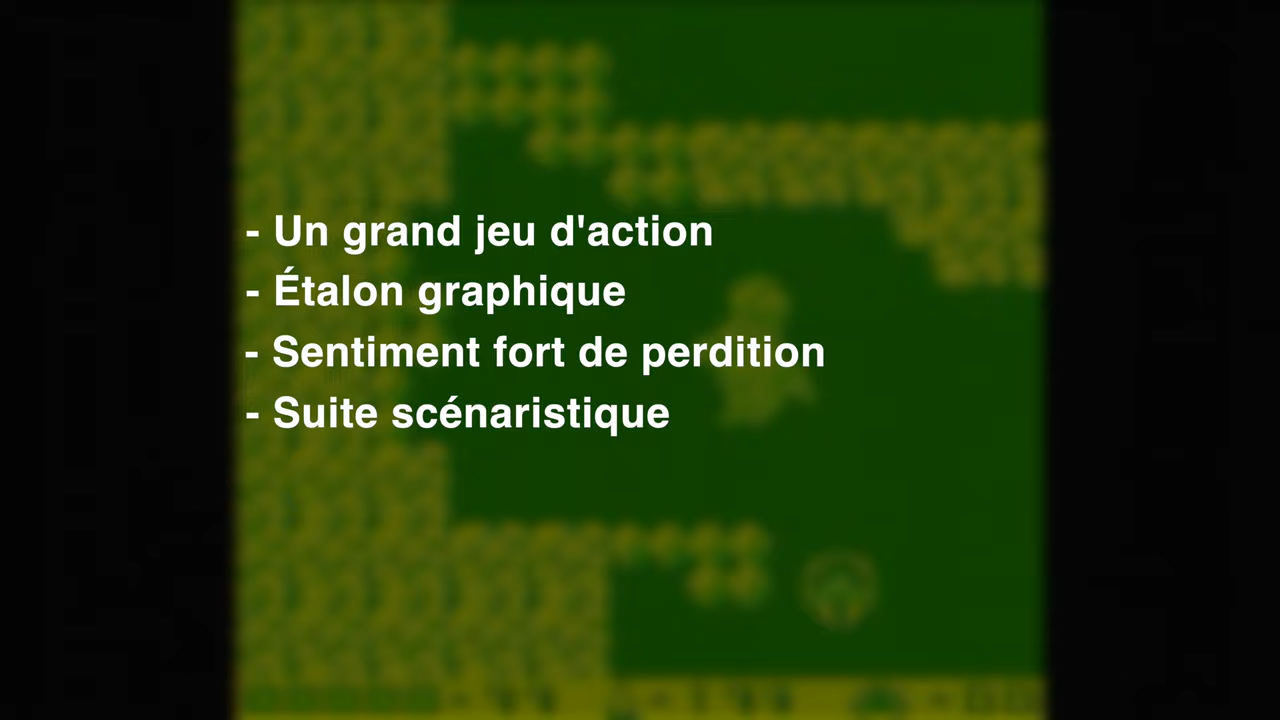 - Un grand jeu d'action
- Étalon graphique
- Sentiment fort de perdition
- Suite scénaristique